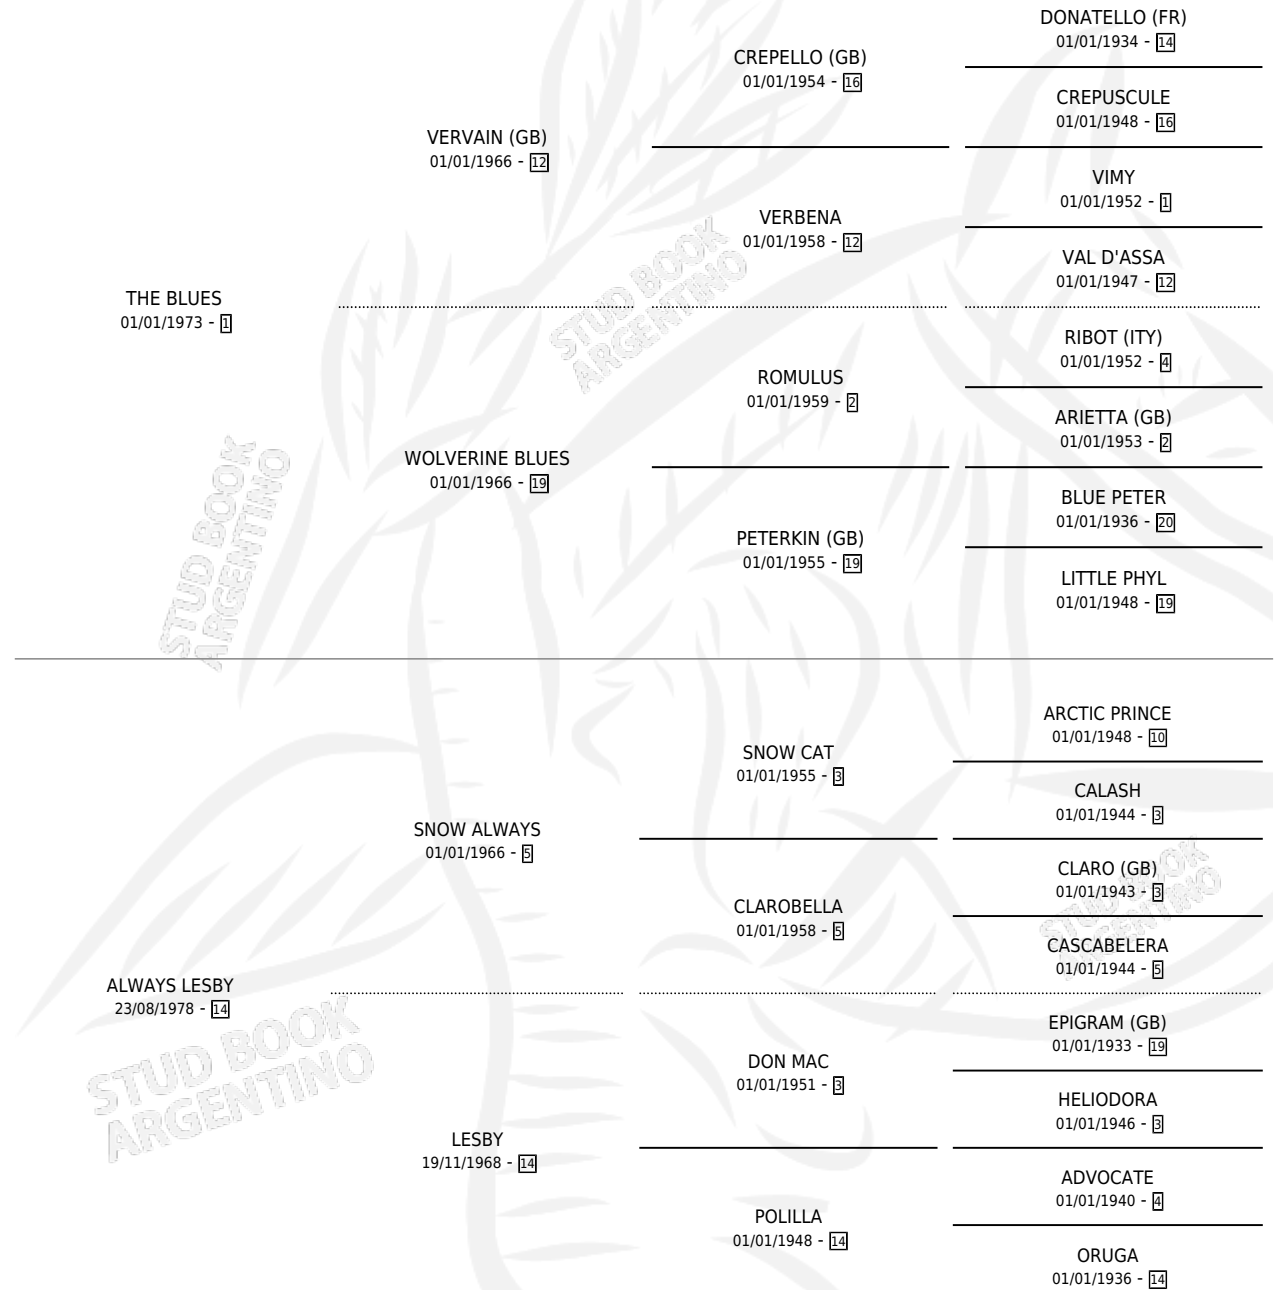 DONATELLO (FR)
01/01/1934 - 14
CREPELLO (GB)
01/01/1954 - 16
CREPUSCULE
01/01/1948 - 16
VERVAIN (GB)
01/01/1966 - 12
VIMY
01/01/1952 - 1
VERBENA
01/01/1958 - 12
VAL D'ASSA
01/01/1947 - 12
THE BLUES
01/01/1973 - 1
RIBOT (ITY)
01/01/1952 - 4
ROMULUS
01/01/1959 - 2
ARIETTA (GB)
01/01/1953 - 2
WOLVERINE BLUES
01/01/1966 - 19
BLUE PETER
01/01/1936 - 20
PETERKIN (GB)
01/01/1955 - 19
LITTLE PHYL
01/01/1948 - 19
ARCTIC PRINCE
01/01/1948 - 10
SNOW CAT
01/01/1955 - 3
CALASH
01/01/1944 - 3
SNOW ALWAYS
01/01/1966 - 5
CLARO (GB)
01/01/1943 - 3
CLAROBELLA
01/01/1958 - 5
CASCABELERA
01/01/1944 - 5
ALWAYS LESBY
23/08/1978 - 14
EPIGRAM (GB)
01/01/1933 - 19
DON MAC
01/01/1951 - 3
HELIODORA
01/01/1946 - 3
LESBY
19/11/1968 - 14
ADVOCATE
01/01/1940 - 4
POLILLA
01/01/1948 - 14
ORUGA
01/01/1936 - 14
STUD BOOK
ARGENTINO
STUD BOOK
ARGENTINO
STUD BOOK
ARGENTINO
STUD BOOK
ARGENTINO